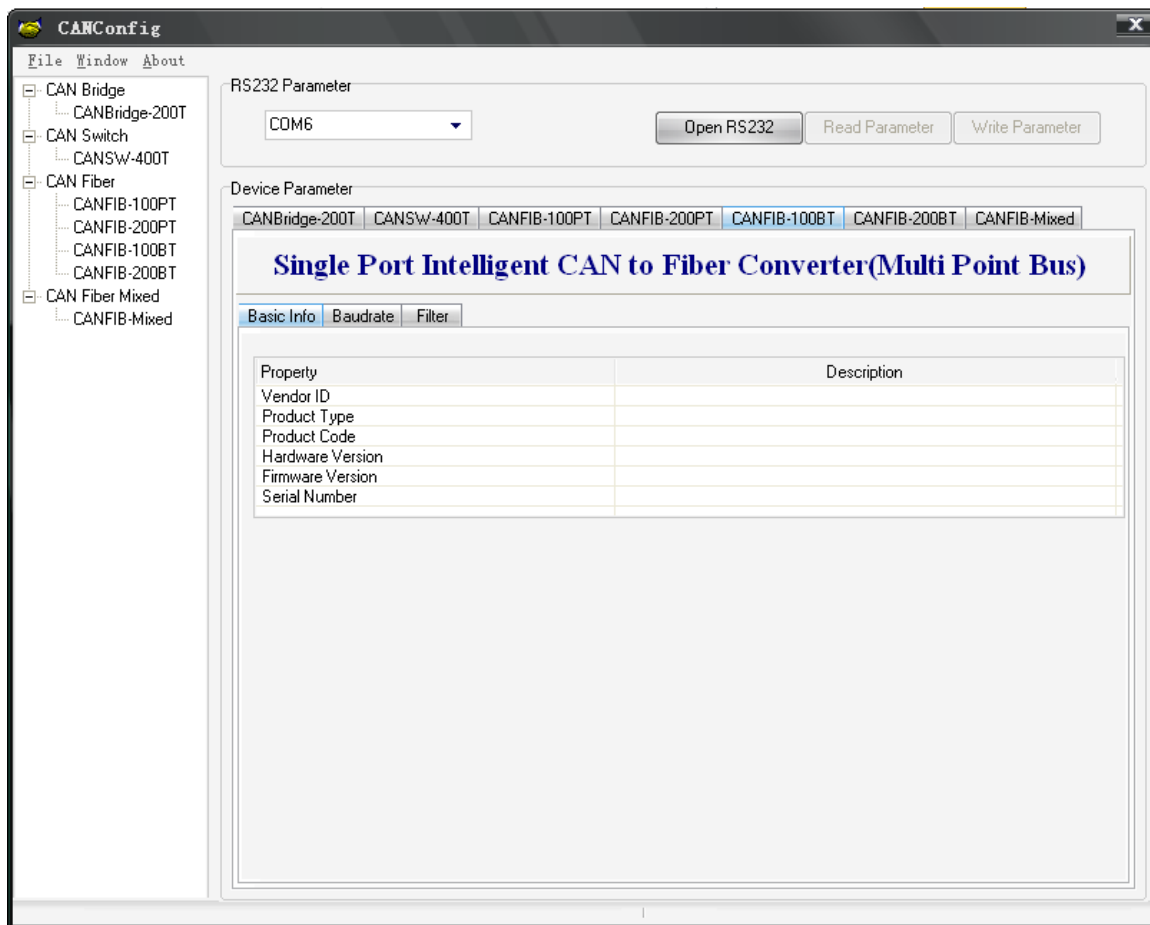 CANConfig
File Window About
CAN Bridge
CANBridge-200T
CAN Switch
CANSW-400T
CAN Fiber
CANFIB-100PT
CANFIB-200PT
CANFIB-100BT
CANFIB-200BT
CAN Fiber Mixed
CANFIB-Mixed
RS232 Parameter
COM6 Open RS232 Read Parameter Write Parameter
Device Parameter
CANBridge-200T CANSW-400T CANFIB-100PT CANFIB-200PT CANFIB-100BT CANFIB-200BT CANFIB-Mixed
Single Port Intelligent CAN to Fiber Converter(Multi Point Bus)
Basic Info Baudrate Filter
Property Description
Vendor ID
Product Type
Product Code
Hardware Version
Firmware Version
Serial Number